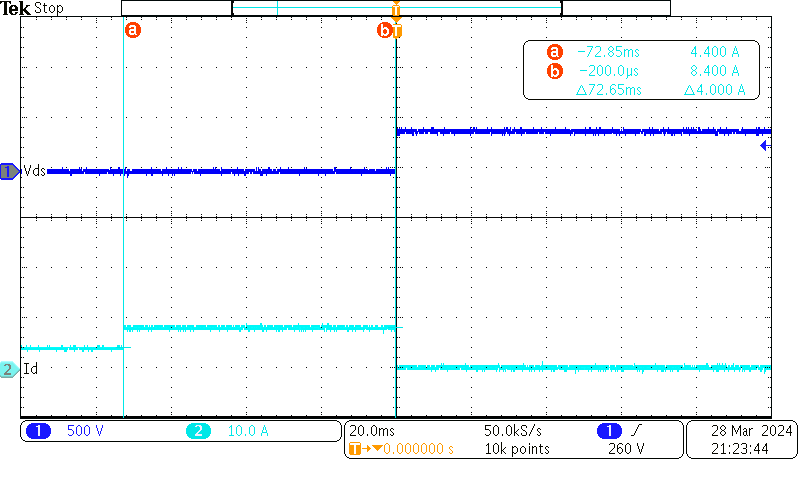 Tek Stop
T
a b T
a −72.85ms 4.400 A
b −200.0µs 8.400 A
Δ72.65ms Δ4.000 A
1 Vds
2 Id
1 500 V 2 10.0 A
20.0ms 50.0kS/s 1
T→▼0.000000 s 10k points 260 V
28 Mar 2024
21:23:44